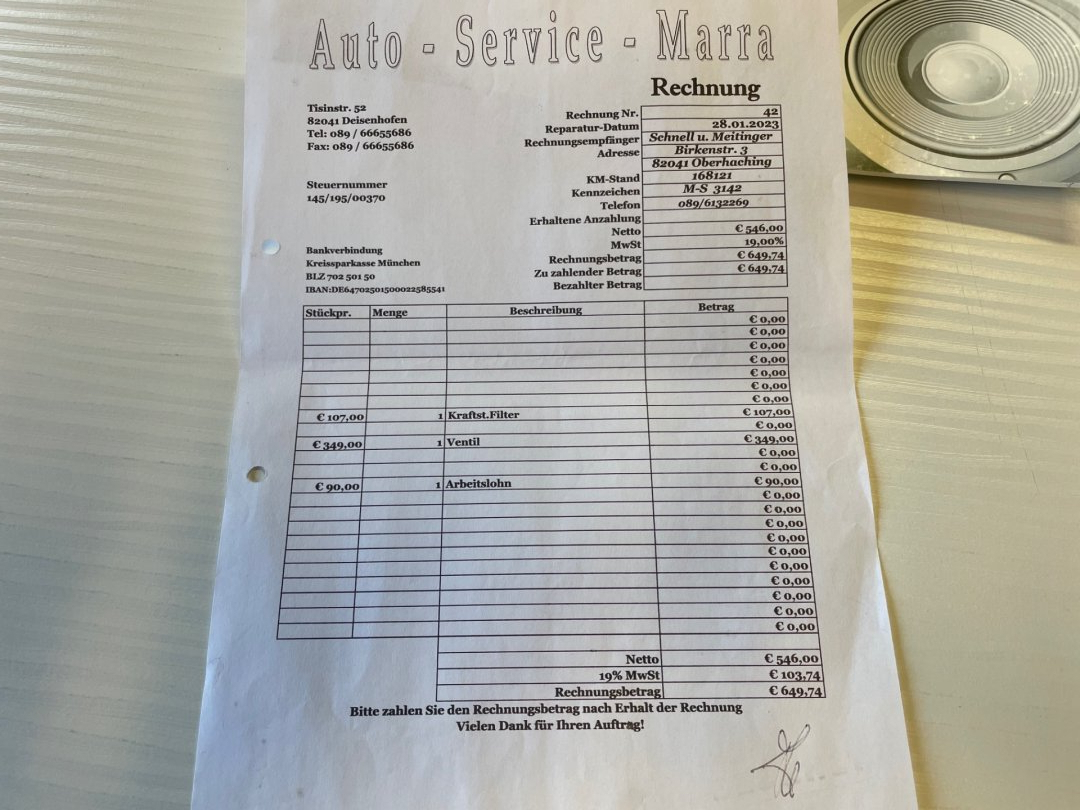 Auto - Service - Marra
Rechnung
Tisinstr. 52
82041 Deisenhofen
Tel: 089 / 66655686
Fax: 089 / 66655686
Steuernummer
145/195/00370
Bankverbindung
Kreissparkasse München
BLZ 702 501 50
IBAN:DE64702501500022585541
Rechnung Nr. 42
Reparatur-Datum 28.01.2023
Rechnungsempfänger Schnell u. Meitinger
Adresse Birkenstr. 3
82041 Oberhaching
KM-Stand 168121
Kennzeichen M-S 3142
Telefon 089/6132269
Erhaltene Anzahlung
Netto € 546,00
MwSt 19,00%
Rechnungsbetrag € 649,74
Zu zahlender Betrag € 649,74
Bezahlter Betrag
Stückpr. Menge Beschreibung Betrag
€ 0,00
€ 0,00
€ 0,00
€ 0,00
€ 0,00
€ 0,00
€ 0,00
€ 107,00 1 Kraftst.Filter € 107,00
€ 0,00
€ 349,00 1 Ventil € 349,00
€ 0,00
€ 0,00
€ 90,00 1 Arbeitslohn € 90,00
€ 0,00
€ 0,00
€ 0,00
€ 0,00
€ 0,00
€ 0,00
€ 0,00
€ 0,00
€ 0,00
€ 0,00
Netto € 546,00
19% MwSt € 103,74
Rechnungsbetrag € 649,74
Bitte zahlen Sie den Rechnungsbetrag nach Erhalt der Rechnung
Vielen Dank für Ihren Auftrag!